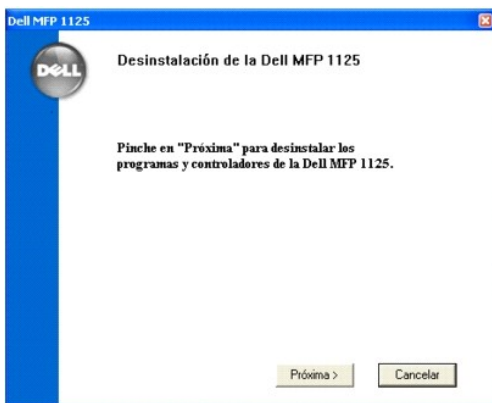 Dell MFP 1125
DELL
Desinstalación de la Dell MFP 1125
Pinche en "Próxima" para desinstalar los
programas y controladores de la Dell MFP 1125.
Próxima >
Cancelar